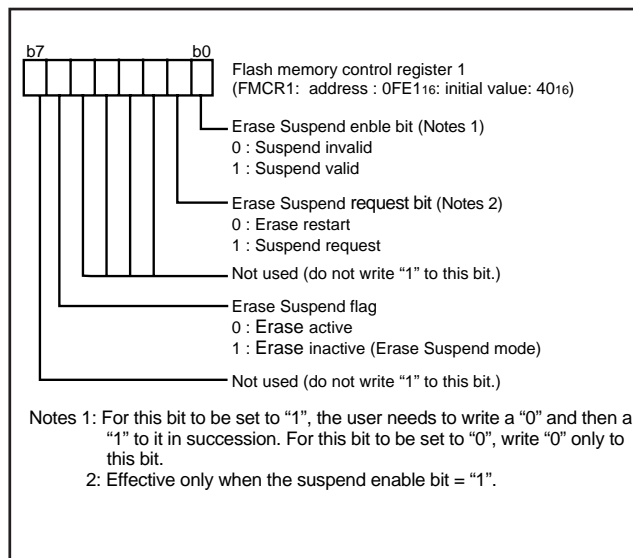 b7 b0
Flash memory control register 1
(FMCR1: address : 0FE116: initial value: 4016)
Erase Suspend enble bit (Notes 1)
0 : Suspend invalid
1 : Suspend valid
Erase Suspend request bit (Notes 2)
0 : Erase restart
1 : Suspend request
Not used (do not write “1” to this bit.)
Erase Suspend flag
0 : Erase active
1 : Erase inactive (Erase Suspend mode)
Not used (do not write “1” to this bit.)
Notes 1: For this bit to be set to “1”, the user needs to write a “0” and then a
“1” to it in succession. For this bit to be set to “0”, write “0” only to
this bit.
2: Effective only when the suspend enable bit = “1”.